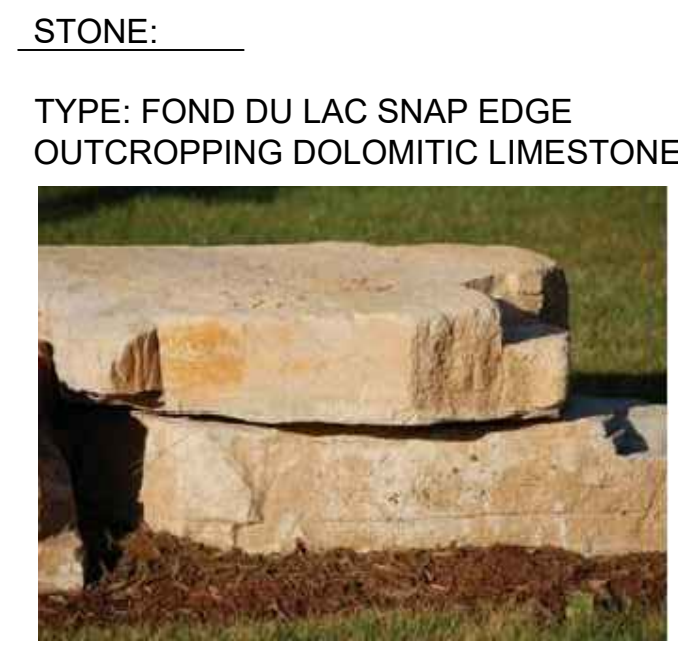 STONE:
TYPE: FOND DU LAC SNAP EDGE
OUTCROPPING DOLOMITIC LIMESTONE